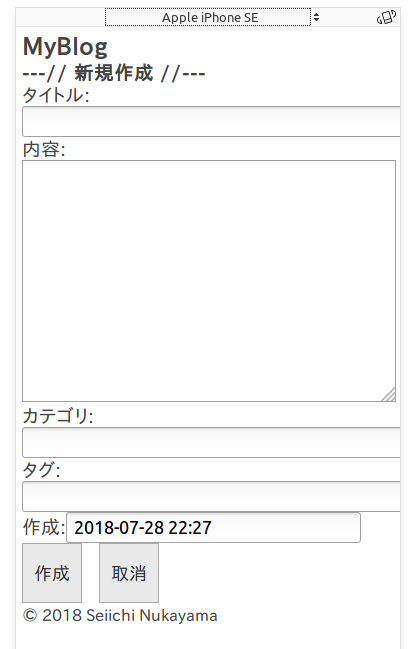 Apple iPhone SE
MyBlog
---// 新規作成 //---
タイトル:
内容:
カテゴリ:
タグ:
作成: 2018-07-28 22:27
作成 取消
© 2018 Seiichi Nukayama